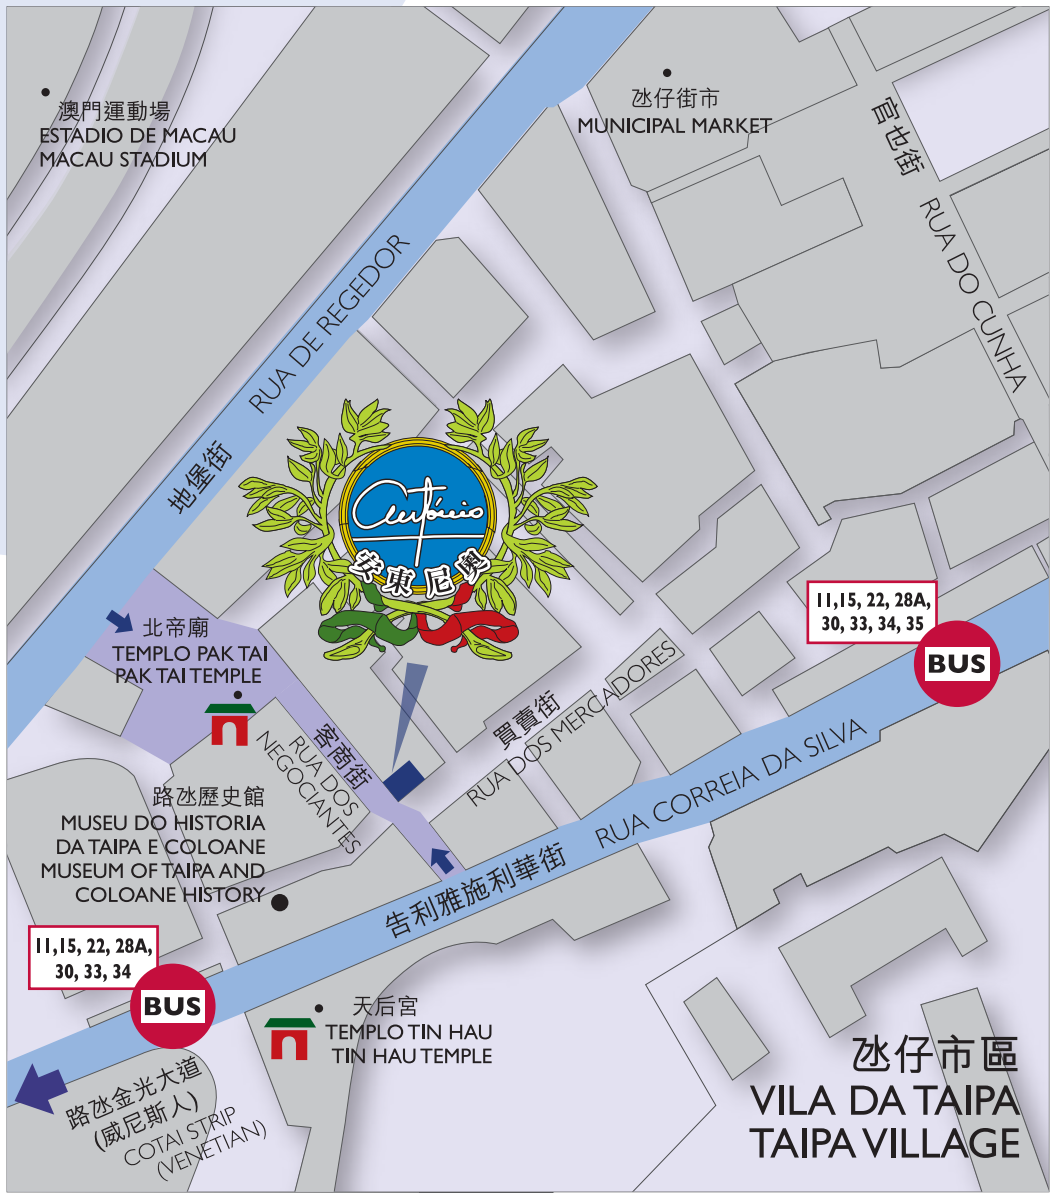 澳門運動場
ESTADIO DE MACAU
MACAU STADIUM
氹仔街市
MUNICIPAL MARKET
官也街 RUA DO CUNHA
地堡街 RUA DE REGEDOR
António
安東尼奧
11,15, 22, 28A,
30, 33, 34, 35
BUS
北帝廟
TEMPLO PAK TAI
PAK TAI TEMPLE
客商街
RUA DOS
NEGOCIANTES
買賣街
RUA DOS MERCADORES
路氹歷史館
MUSEU DO HISTORIA
DA TAIPA E COLOANE
MUSEUM OF TAIPA AND
COLOANE HISTORY
告利雅施利華街 RUA CORREIA DA SILVA
11,15, 22, 28A,
30, 33, 34
BUS
天后宮
TEMPLO TIN HAU
TIN HAU TEMPLE
路氹金光大道
(威尼斯人)
COTAI STRIP
(VENETIAN)
氹仔市區
VILA DA TAIPA
TAIPA VILLAGE